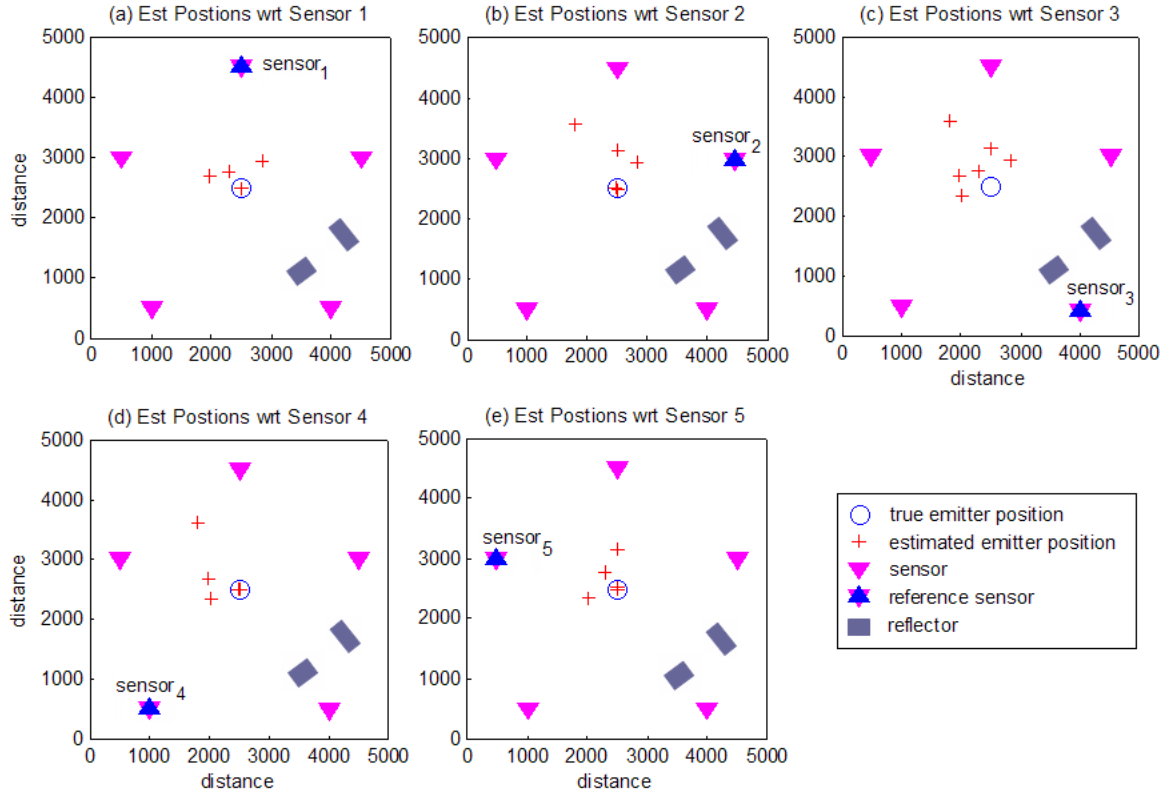 (a) Est Postions wrt Sensor 1
(b) Est Postions wrt Sensor 2
(c) Est Postions wrt Sensor 3
5000
4000
3000
2000
1000
0
distance
sensor1
0 1000 2000 3000 4000 5000
5000
4000
3000
2000
1000
0
sensor2
0 1000 2000 3000 4000 5000
5000
4000
3000
2000
1000
0
sensor3
0 1000 2000 3000 4000 5000
distance
(d) Est Postions wrt Sensor 4
(e) Est Postions wrt Sensor 5
5000
4000
3000
2000
1000
0
distance
sensor4
0 1000 2000 3000 4000 5000
distance
5000
4000
3000
2000
1000
0
sensor5
0 1000 2000 3000 4000 5000
distance
true emitter position
estimated emitter position
sensor
reference sensor
reflector